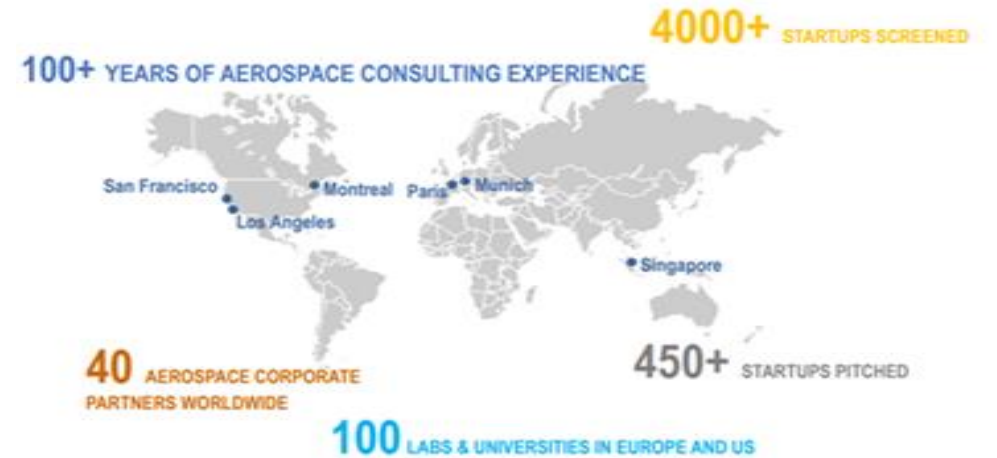 4000+ STARTUPS SCREENED
100+ YEARS OF AEROSPACE CONSULTING EXPERIENCE
San Francisco
Montreal
Paris
Munich
Los Angeles
Singapore
40 AEROSPACE CORPORATE
PARTNERS WORLDWIDE
450+ STARTUPS PITCHED
100 LABS & UNIVERSITIES IN EUROPE AND US